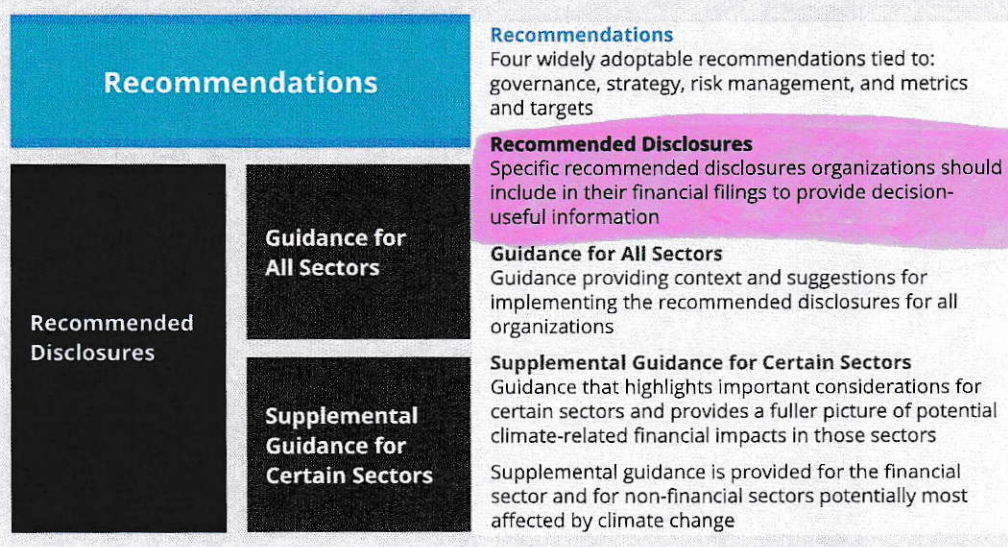 Recommendations
Recommended
Disclosures
Guidance for
All Sectors
Supplemental
Guidance for
Certain Sectors
Recommendations
Four widely adoptable recommendations tied to:
governance, strategy, risk management, and metrics
and targets
Recommended Disclosures
Specific recommended disclosures organizations should
include in their financial filings to provide decision-
useful information
Guidance for All Sectors
Guidance providing context and suggestions for
implementing the recommended disclosures for all
organizations
Supplemental Guidance for Certain Sectors
Guidance that highlights important considerations for
certain sectors and provides a fuller picture of potential
climate-related financial impacts in those sectors
Supplemental guidance is provided for the financial
sector and for non-financial sectors potentially most
affected by climate change